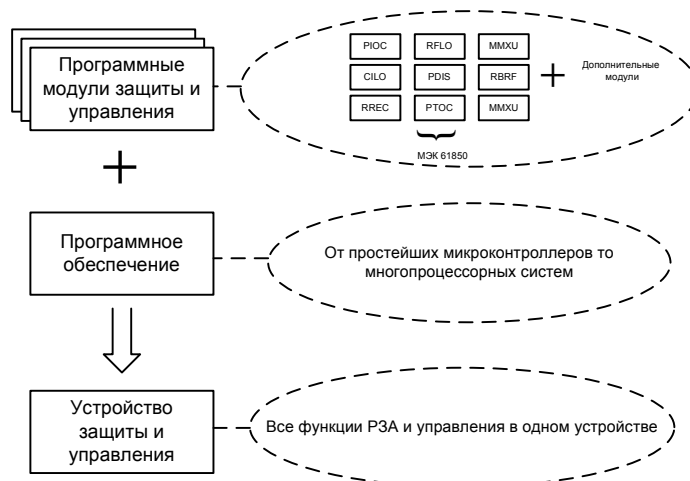 Программные
модули защиты и
управления
PIOC RFLO MMXU
CILO PDIS RBRF
RREC PTOC MMXU
Дополнительные
модули
МЭК 61850
Программное
обеспечение
От простейших микроконтроллеров то
многопроцессорных систем
Устройство
защиты и
управления
Все функции РЗА и управления в одном устройстве